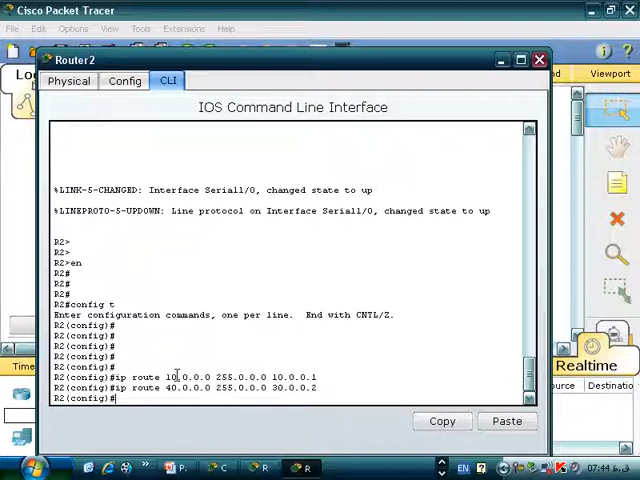 Cisco Packet Tracer
File Edit Options View Tools Extensions Help
Router2
Viewport
Physical Config CLI
IOS Command Line Interface
%LINK-5-CHANGED: Interface Serial1/0, changed state to up
%LINEPROTO-5-UPDOWN: Line protocol on Interface Serial1/0, changed state to up
R2>
R2>
R2>en
R2#
R2#
R2#
R2#config t
Enter configuration commands, one per line.  End with CNTL/Z.
R2(config)#
R2(config)#
R2(config)#
R2(config)#
R2(config)#
R2(config)#ip route 10.0.0.0 255.0.0.0 10.0.0.1
R2(config)#ip route 40.0.0.0 255.0.0.0 30.0.0.2
R2(config)#
Copy Paste
Realtime
P. C R R
EN
07:44